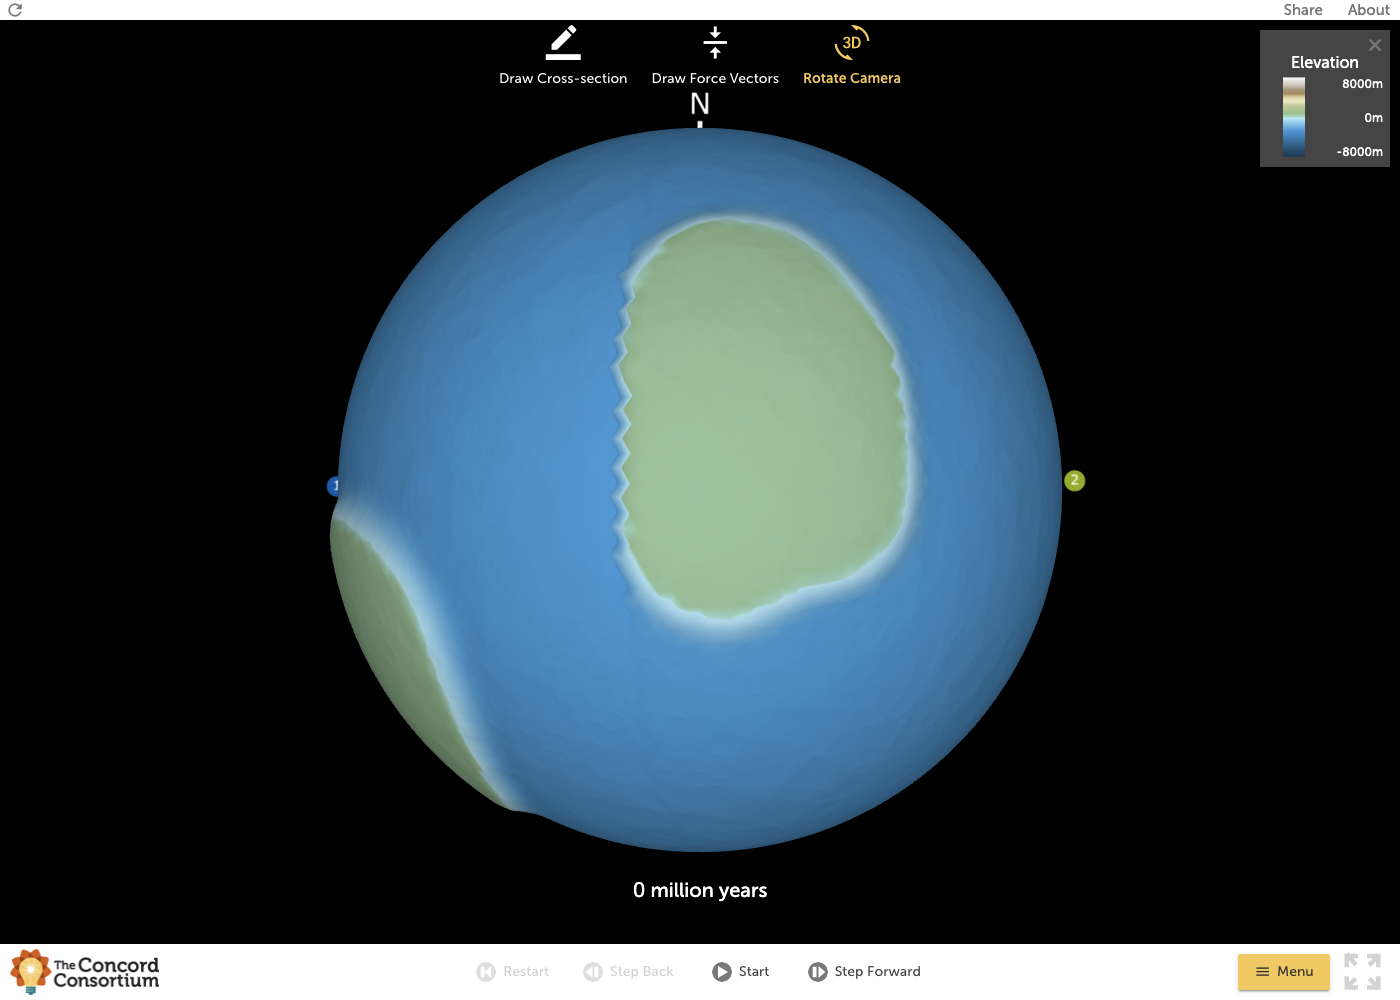 Share
About
Draw Cross-section
Draw Force Vectors
3D
Rotate Camera
N
Elevation
8000m
0m
-8000m
1
2
0 million years
The Concord
Consortium
Restart
Step Back
Start
Step Forward
Menu